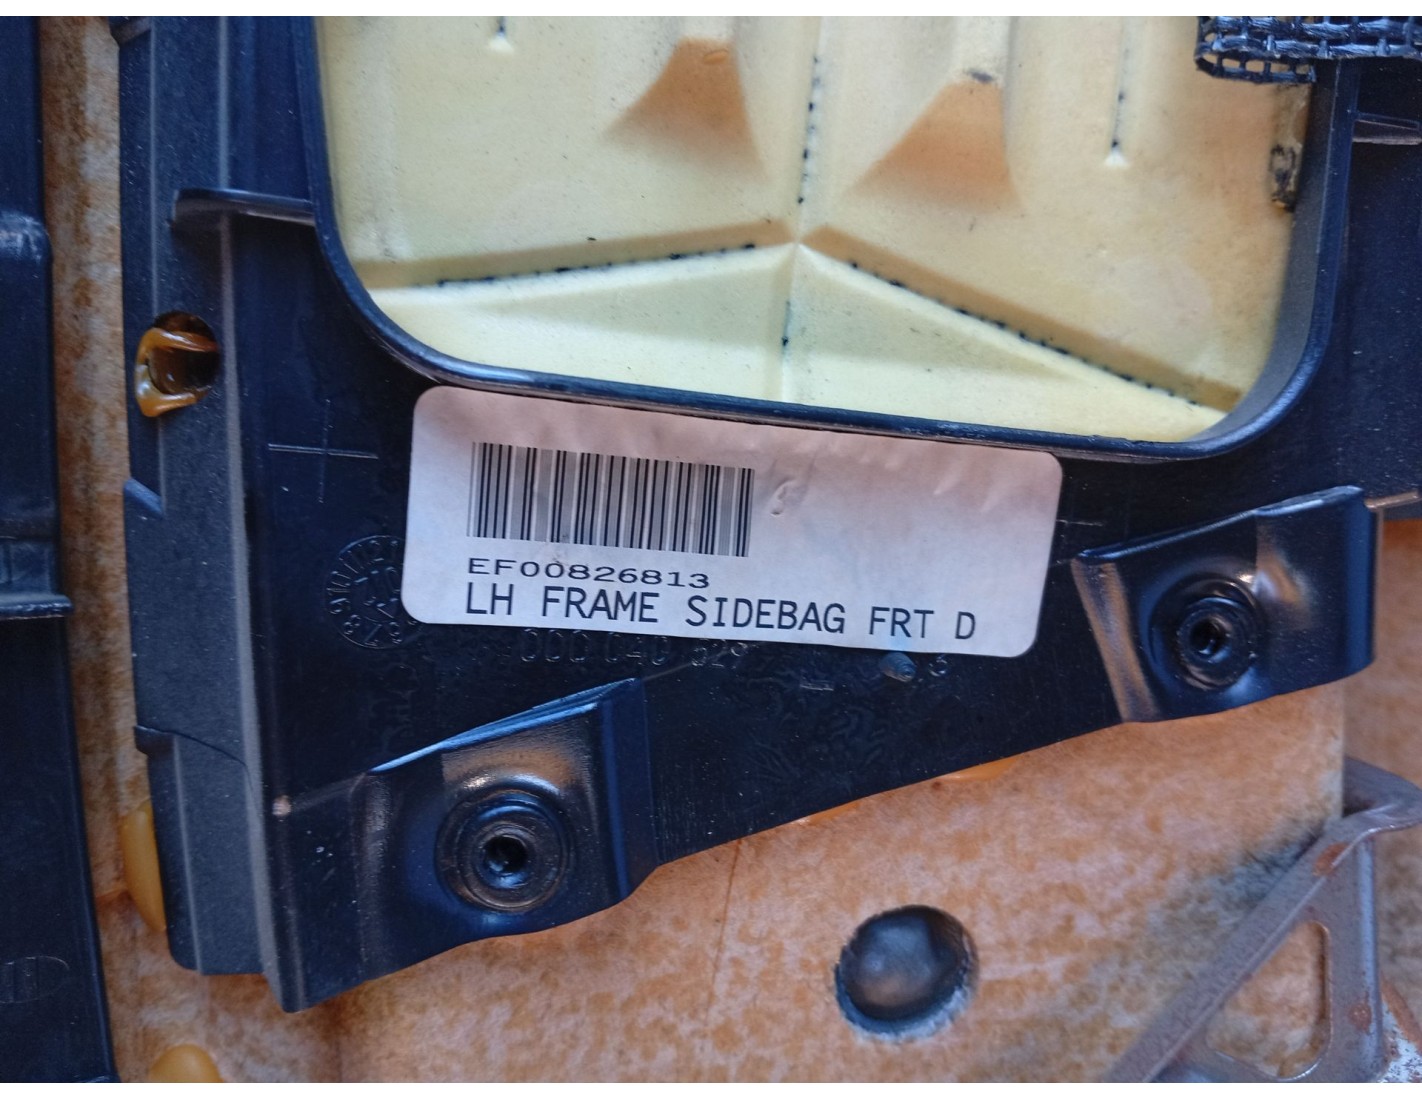 EF00826813
LH FRAME SIDEBAG FRT D